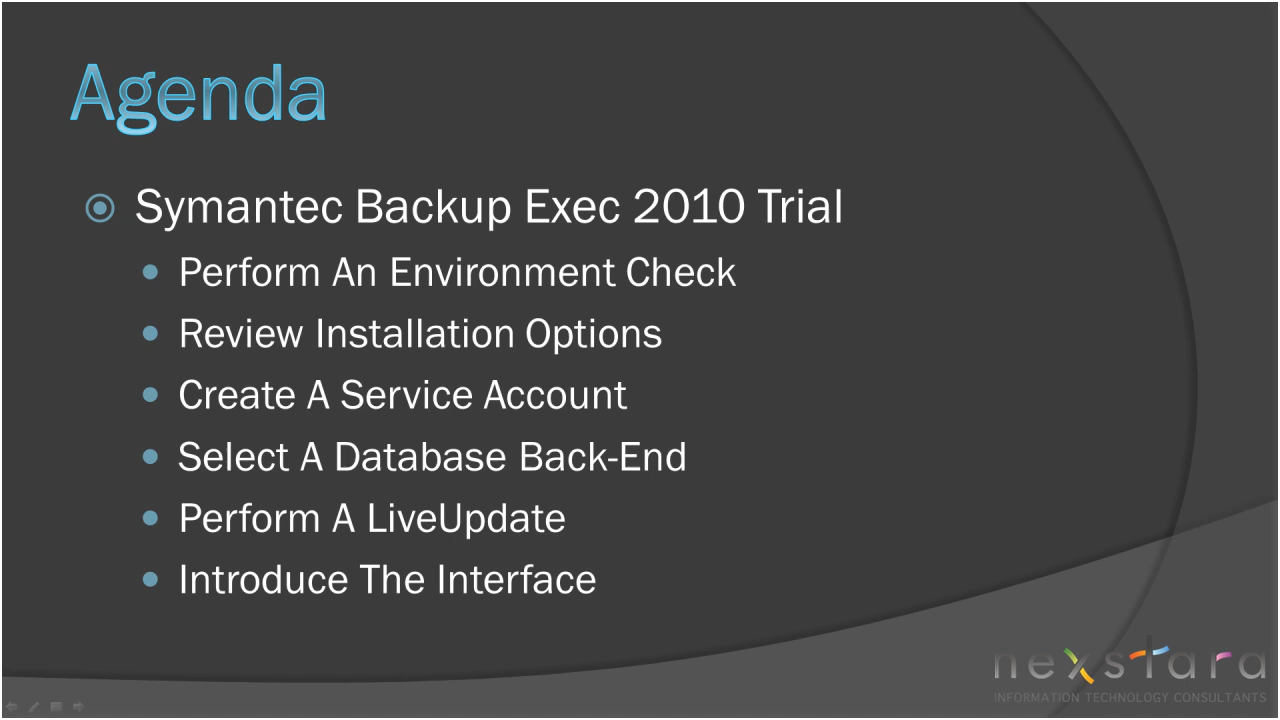 Agenda
Symantec Backup Exec 2010 Trial
Perform An Environment Check
Review Installation Options
Create A Service Account
Select A Database Back-End
Perform A LiveUpdate
Introduce The Interface
nexstara
INFORMATION TECHNOLOGY CONSULTANTS